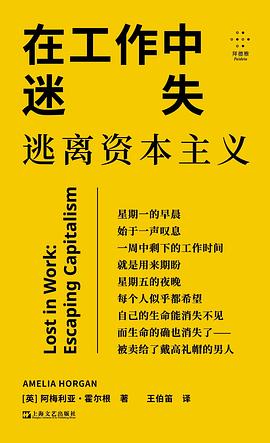 在工作中
迷失
拜德雅
Paideia
逃离资本主义
Lost in Work:
Escaping Capitalism
星期一的早晨
始于一声叹息
一周中剩下的工作时间
就是用来期盼
星期五的夜晚
每个人似乎都希望
自己的生命能消失不见
而生命的确也消失了——
被卖给了戴高礼帽的男人
AMELIA HORGAN
[英] 阿梅利亚·霍尔根 著 王伯笛 译
上海文艺出版社